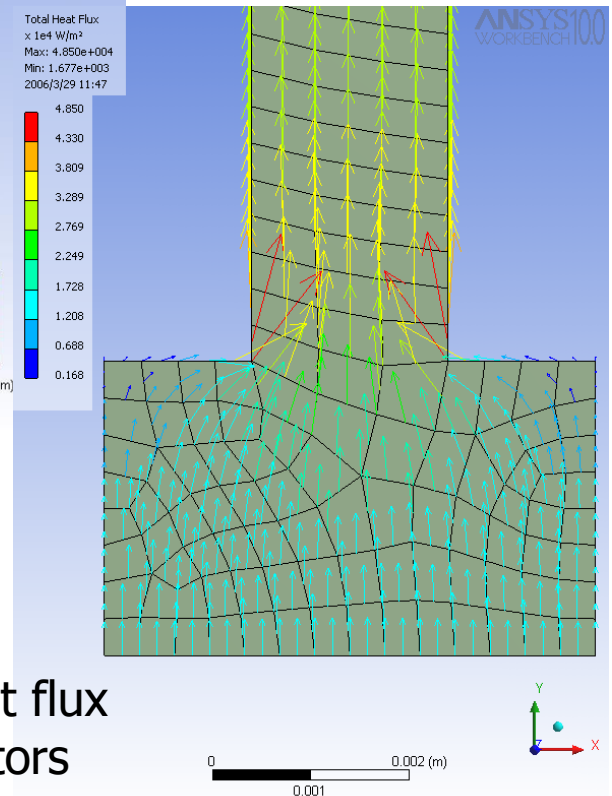 Total Heat Flux
x 1e4 W/m²
Max: 4.850e+004
Min: 1.677e+003
2006/3/29 11:47
ANSYS
WORKBENCH 10.0
4.850
4.330
3.809
3.289
2.769
2.249
1.728
1.208
0.688
0.168
m)
t flux
tors
0
0.002 (m)
0.001
Y
Z
X